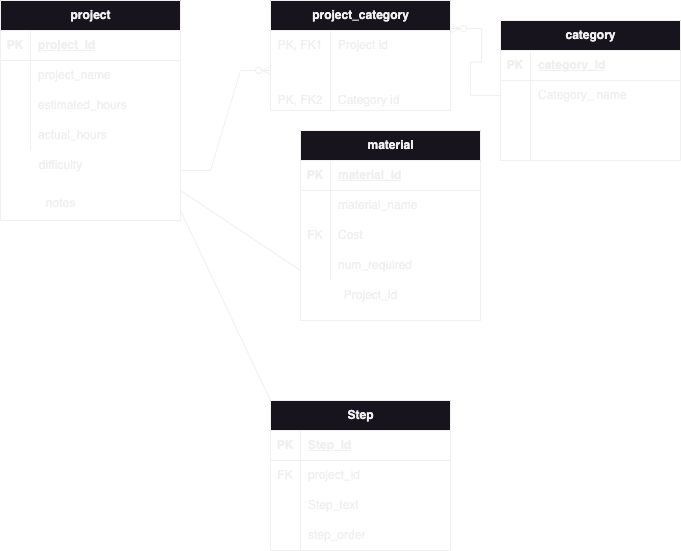 project
PK project_id
project_name
estimated_hours
actual_hours
difficulty
notes
project_category
PK, FK1 Project id
PK, FK2 Category id
category
PK category_id
Category_ name
material
PK material_id
material_name
FK Cost
num_required
Project_id
Step
PK Step_id
FK project_id
Step_text
step_order